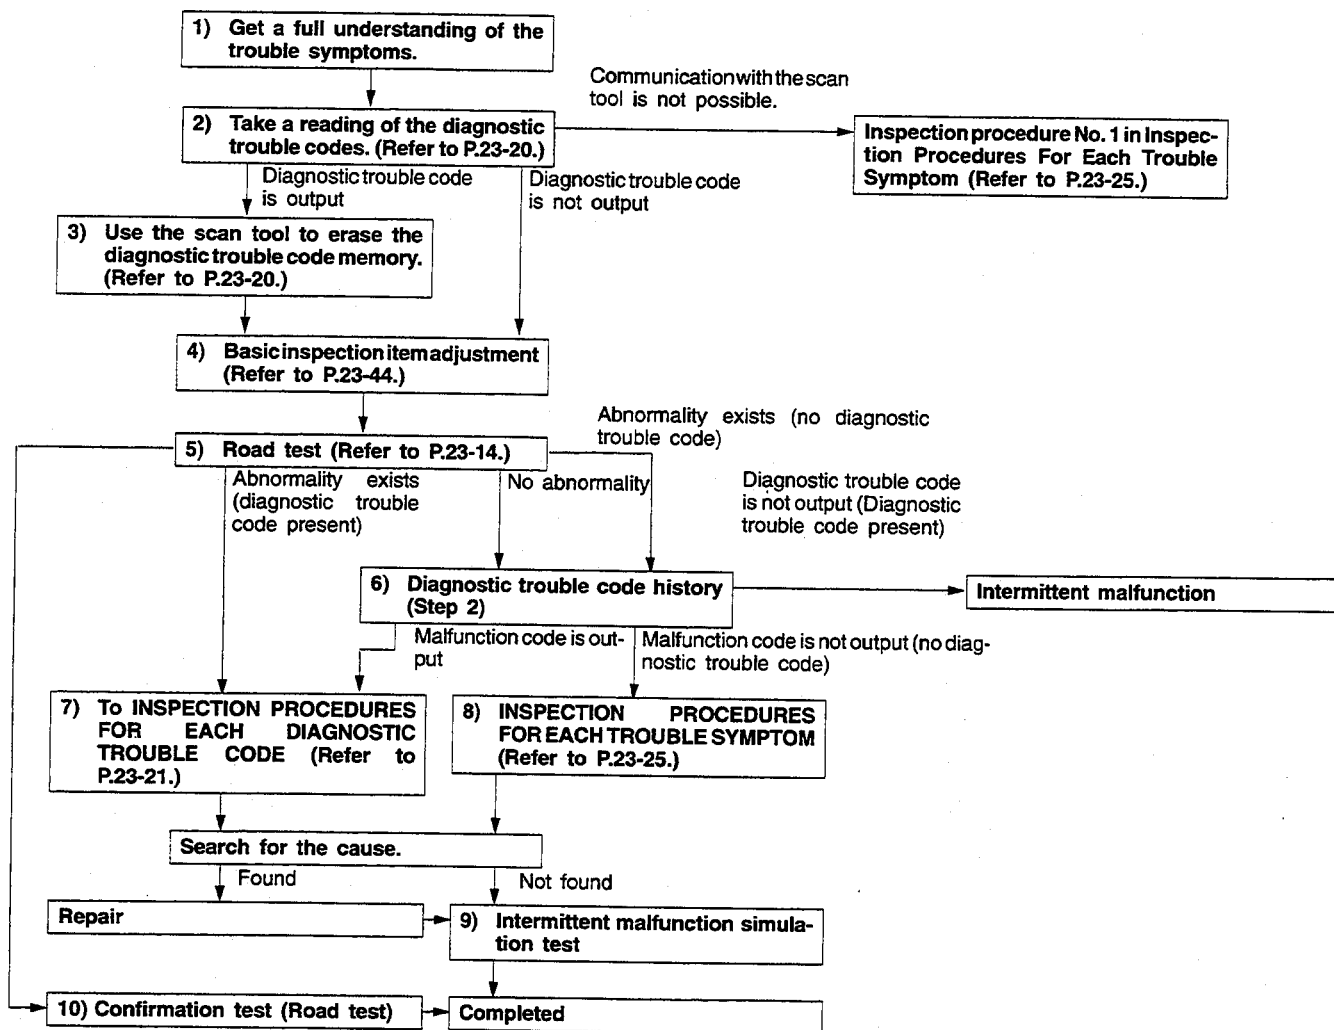 1) Get a full understanding of the
trouble symptoms.
Communication with the scan
tool is not possible.
2) Take a reading of the diagnostic
trouble codes. (Refer to P.23-20.)
Inspection procedure No. 1 in Inspec-
tion Procedures For Each Trouble
Symptom (Refer to P.23-25.)
Diagnostic trouble code
is output
Diagnostic trouble code
is not output
3) Use the scan tool to erase the
diagnostic trouble code memory.
(Refer to P.23-20.)
4) Basic inspection item adjustment
(Refer to P.23-44.)
Abnormality exists (no diagnostic
trouble code)
5) Road test (Refer to P.23-14.)
Abnormality exists
(diagnostic trouble
code present)
No abnormality
Diagnostic trouble code
is not output (Diagnostic
trouble code present)
6) Diagnostic trouble code history
(Step 2)
Intermittent malfunction
Malfunction code is out-
put
Malfunction code is not output (no diag-
nostic trouble code)
7) To INSPECTION PROCEDURES
FOR EACH DIAGNOSTIC
TROUBLE CODE (Refer to
P.23-21.)
8) INSPECTION PROCEDURES
FOR EACH TROUBLE SYMPTOM
(Refer to P.23-25.)
Search for the cause.
Found
Not found
Repair
9) Intermittent malfunction simula-
tion test
10) Confirmation test (Road test)
Completed